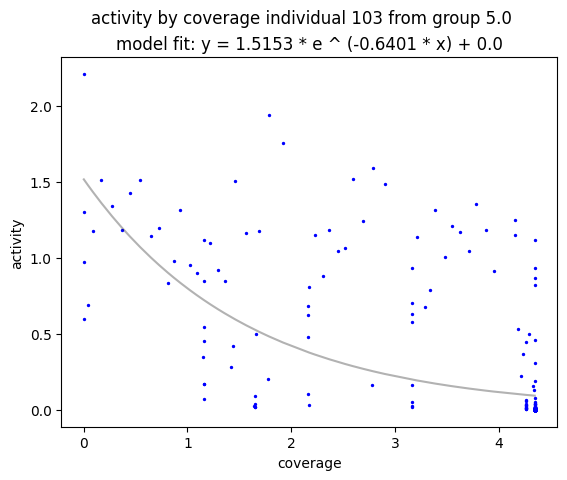 activity by coverage individual 103 from group 5.0
model fit: y = 1.5153 * e ^ (-0.6401 * x) + 0.0
2.0
1.5
1.0
0.5
0.0
activity
0 1 2 3 4
coverage